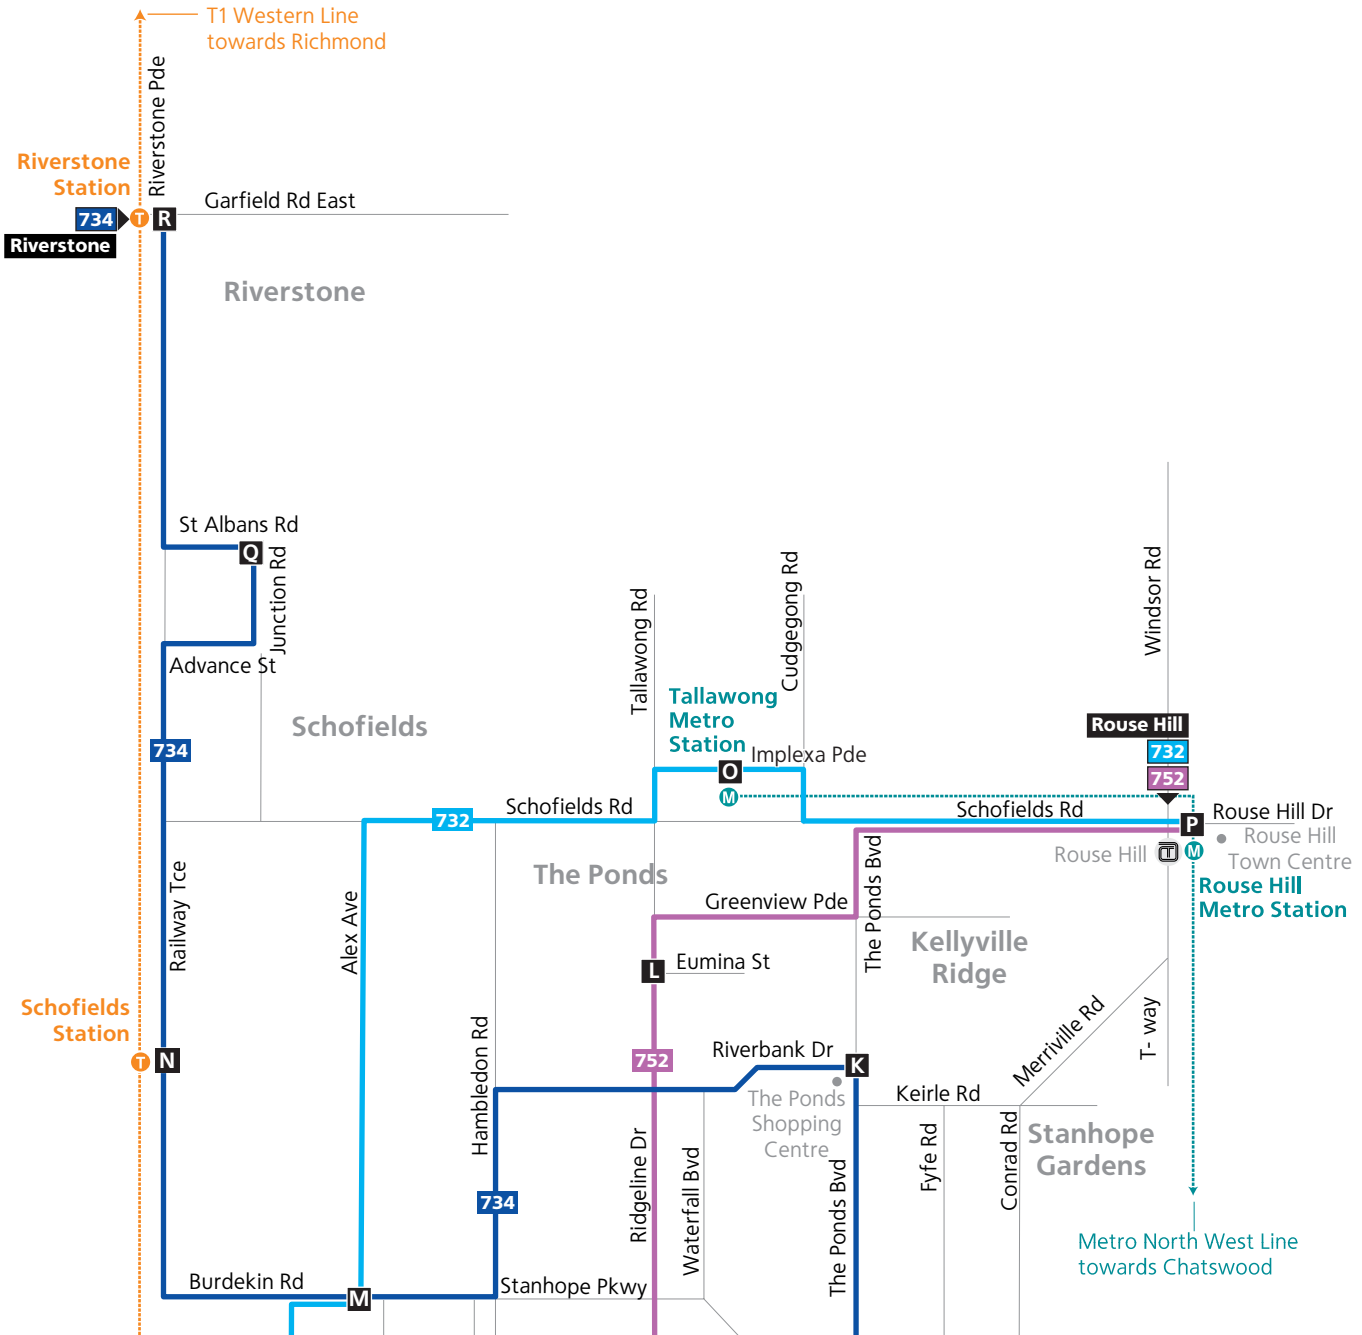 T1 Western Line
towards Richmond
Riverstone Pde
Riverstone
Station
Garfield Rd East
734
T
R
Riverstone
Riverstone
St Albans Rd
Q
Junction Rd
Advance St
Schofields
734
Tallawong Rd
Cudgegong Rd
Windsor Rd
Tallawong
Metro
Station
Implexa Pde
O
M
Rouse Hill
732
752
Schofields Rd
732
Schofields Rd
P
Rouse Hill Dr
Rouse Hill
Town Centre
Rouse Hill
T
M
Rouse Hill
Metro Station
The Ponds
Railway Tce
Alex Ave
Greenview Pde
The Ponds Bvd
Kellyville
Ridge
L
Eumina St
Schofields
Station
T
N
Hambledon Rd
752
Riverbank Dr
K
The Ponds
Shopping
Centre
Merriville Rd
T- way
Keirle Rd
Fyfe Rd
Conrad Rd
Stanhope
Gardens
734
Ridgeline Dr
Waterfall Bvd
The Ponds Bvd
Metro North West Line
towards Chatswood
Burdekin Rd
M
Stanhope Pkwy